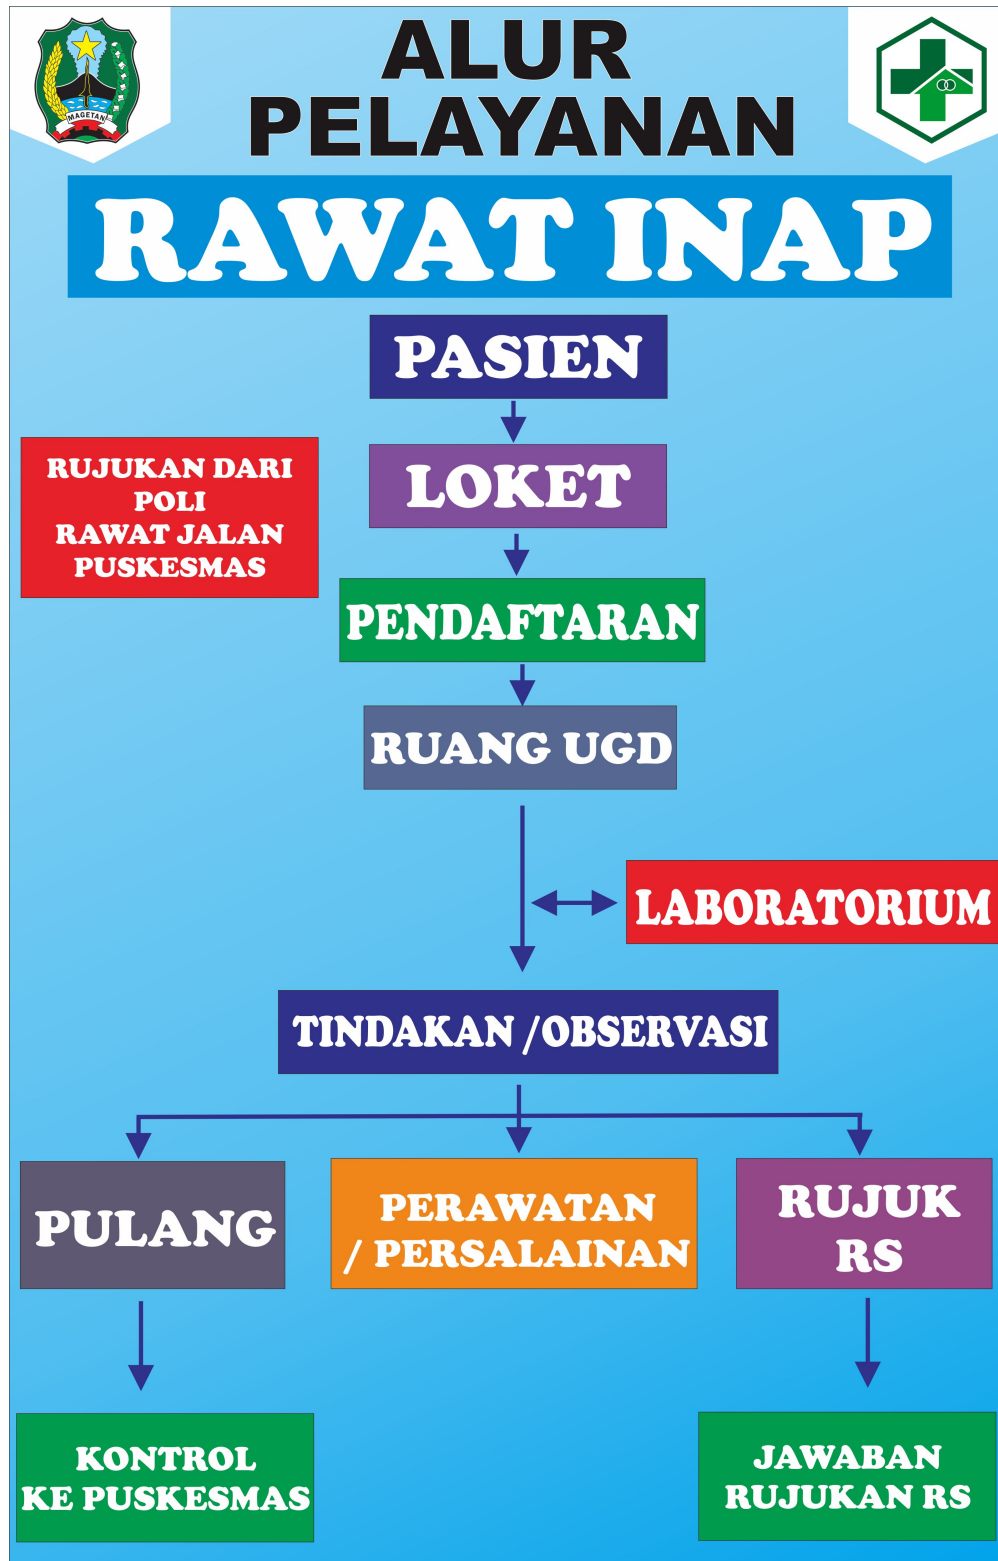 MAGETAN
ALUR
PELAYANAN
RAWAT INAP
PASIEN
RUJUKAN DARI
POLI
RAWAT JALAN
PUSKESMAS
LOKET
PENDAFTARAN
RUANG UGD
LABORATORIUM
TINDAKAN /OBSERVASI
PULANG
PERAWATAN
/ PERSALAINAN
RUJUK
RS
KONTROL
KE PUSKESMAS
JAWABAN
RUJUKAN RS